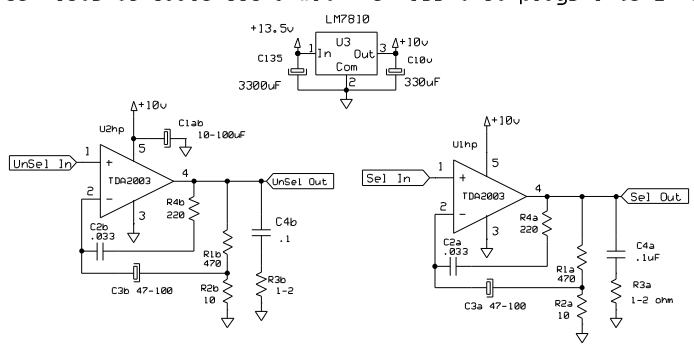 LM7810
+13.5v
+10v
U3
1 In Out 3
Com
2
C135
3300uF
C10v
330uF
+10v
C1ab
10-100uF
U2hp
5
UnSel In
1
+
TDA2003
4
UnSel Out
2
-
3
R4b
220
C2b
.033
R1b
470
C4b
.1
C3b 47-100
R2b
10
R3b
1-2
+10v
U1hp
5
Sel In
1
+
TDA2003
4
Sel Out
2
-
3
R4a
220
C2a
.033
R1a
470
C4a
.1uF
C3a 47-100
R2a
10
R3a
1-2 ohm